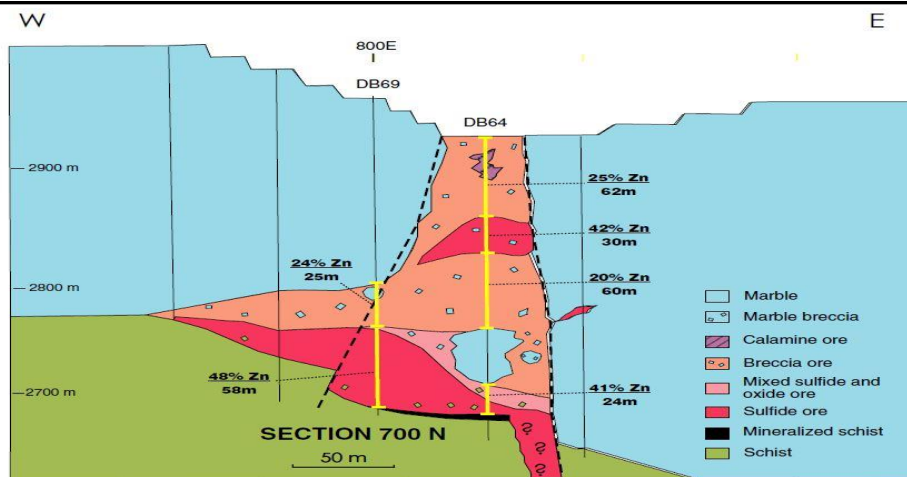 W
E
800E
DB69
DB64
2900 m
25% Zn
62m
42% Zn
30m
24% Zn
25m
20% Zn
60m
2800 m
48% Zn
58m
41% Zn
24m
2700 m
SECTION 700 N
50 m
Marble
Marble breccia
Calamine ore
Breccia ore
Mixed sulfide and
oxide ore
Sulfide ore
Mineralized schist
Schist